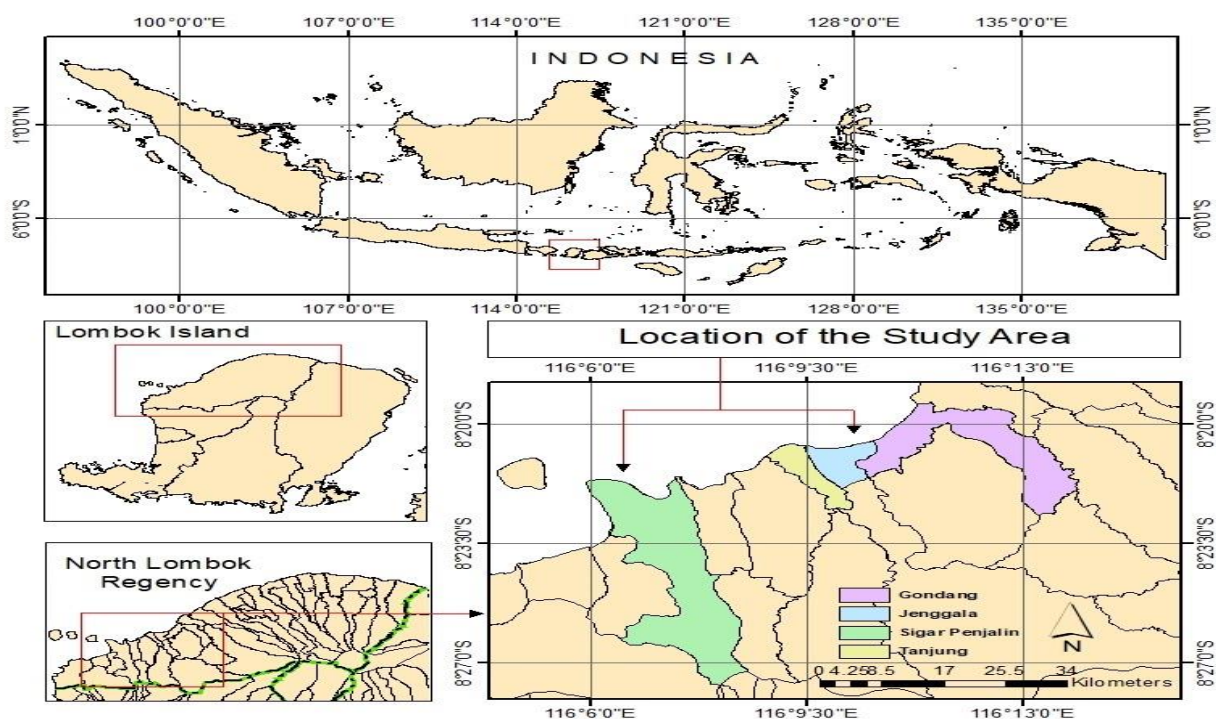 100°0'0"E 107°0'0"E 114°0'0"E 121°0'0"E 128°0'0"E 135°0'0"E
INDONESIA
1°0'0"N 1°0'0"N
6°0'0"S 6°0'0"S
100°0'0"E 107°0'0"E 114°0'0"E 121°0'0"E 128°0'0"E 135°0'0"E
Lombok Island
Location of the Study Area
116°6'0"E 116°9'30"E 116°13'0"E
8°20'0"S 8°20'0"S
8°23'30"S 8°23'30"S
8°27'0"S 8°27'0"S
North Lombok
Regency
Gondang
Jenggala
Sigar Penjalin
Tanjung
N
0 4.25 8.5 17 25.5 34
Kilometers
116°6'0"E 116°9'30"E 116°13'0"E